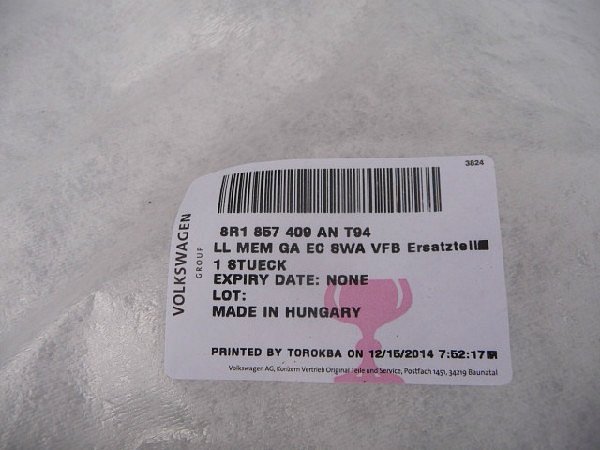 3824
8R1 857 409 AN T94
LL MEM GA EC SWA VFB Ersatzteil
1 STUECK
EXPIRY DATE: NONE
LOT:
MADE IN HUNGARY
VOLKSWAGEN
GROUP
PRINTED BY TOROKBA ON 12/15/2014 7:52:17
Volkswagen AG, Konzern Vertrieb Original Teile und Service, Postfach 1451, 34219 Baunatal